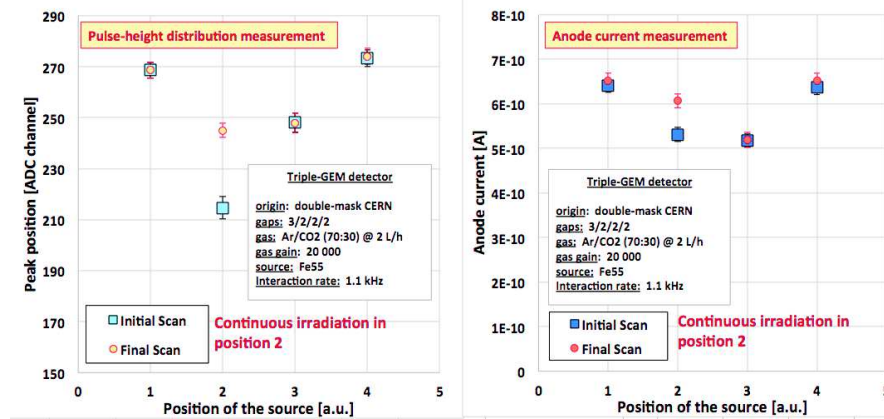 Pulse-height distribution measurement
Peak position [ADC channel]
290
270
250
230
210
190
170
150
Triple-GEM detector
origin: double-mask CERN
gaps: 3/2/2/2
gas: Ar/CO2 (70:30) @ 2 L/h
gas gain: 20 000
source: Fe55
Interaction rate: 1.1 kHz
Initial Scan
Final Scan
Continuous irradiation in
position 2
0 1 2 3 4 5
Position of the source [a.u.]
Anode current measurement
Anode current [A]
8E-10
7E-10
6E-10
5E-10
4E-10
3E-10
2E-10
1E-10
0
Triple-GEM detector
origin: double-mask CERN
gaps: 3/2/2/2
gas: Ar/CO2 (70:30) @ 2 L/h
gas gain: 20 000
source: Fe55
Interaction rate: 1.1 kHz
Initial Scan
Final Scan
Continuous irradiation in
position 2
0 1 2 3 4 5
Position of the source [a.u.]